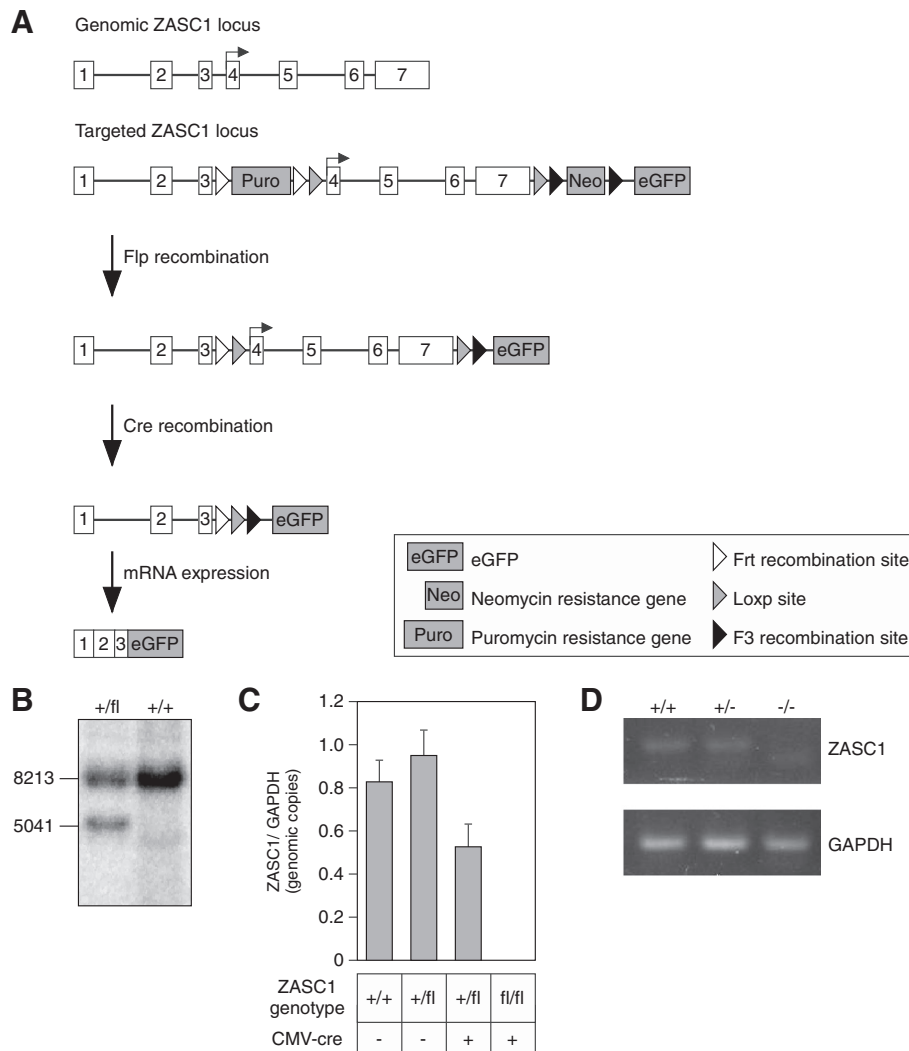 A
Genomic ZASC1 locus
1 2 3 4 5 6 7
Targeted ZASC1 locus
1 2 3 Puro 4 5 6 7 Neo eGFP
Flp recombination
1 2 3 4 5 6 7 eGFP
Cre recombination
1 2 3 eGFP
mRNA expression
1 2 3 eGFP
eGFP eGFP
Neo Neomycin resistance gene
Puro Puromycin resistance gene
Frt recombination site
Loxp site
F3 recombination site
B
+/fl +/+
8213
5041
C
ZASC1/ GAPDH
(genomic copies)
1.2
1.0
0.8
0.6
0.4
0.2
0
ZASC1 genotype +/+ +/fl +/fl fl/fl
CMV-cre - - + +
D
+/+ +/- -/-
ZASC1
GAPDH